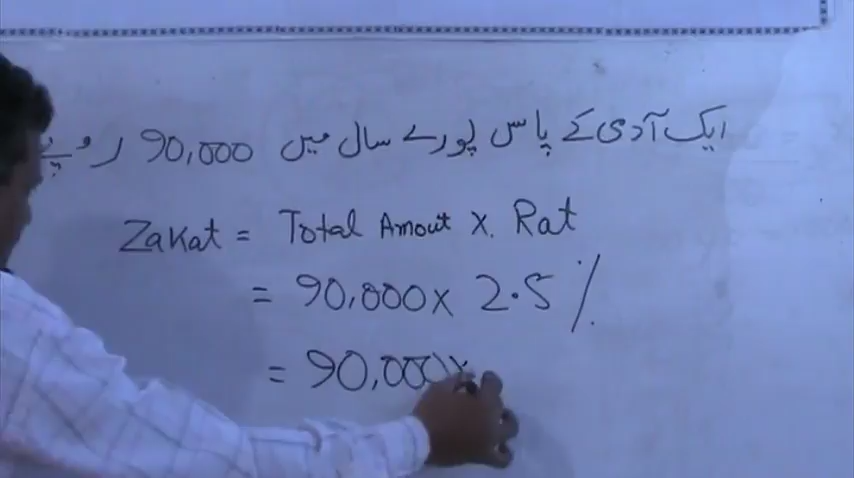 ایک آدمی کے پاس پورے سال میں 90,000 روپے
Zakat = Total Amout X. Rat
= 90,000 x 2.5 %
= 90,000 x